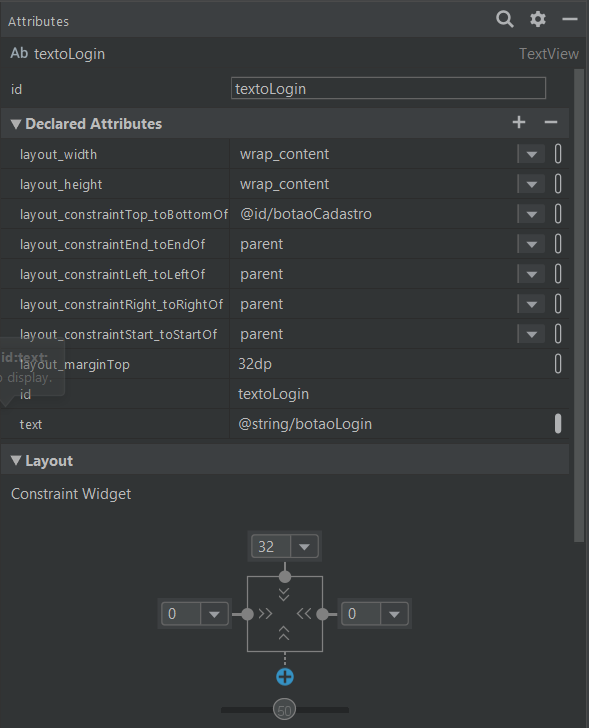 Attributes
Ab textoLogin TextView
id textoLogin
Declared Attributes
layout_width wrap_content
layout_height wrap_content
layout_constraintTop_toBottomOf @id/botaoCadastro
layout_constraintEnd_toEndOf parent
layout_constraintLeft_toLeftOf parent
layout_constraintRight_toRightOf parent
layout_constraintStart_toStartOf parent
id:text:
layout_marginTop 32dp
display.
id textoLogin
text @string/botaoLogin
Layout
Constraint Widget
32
0 0
50